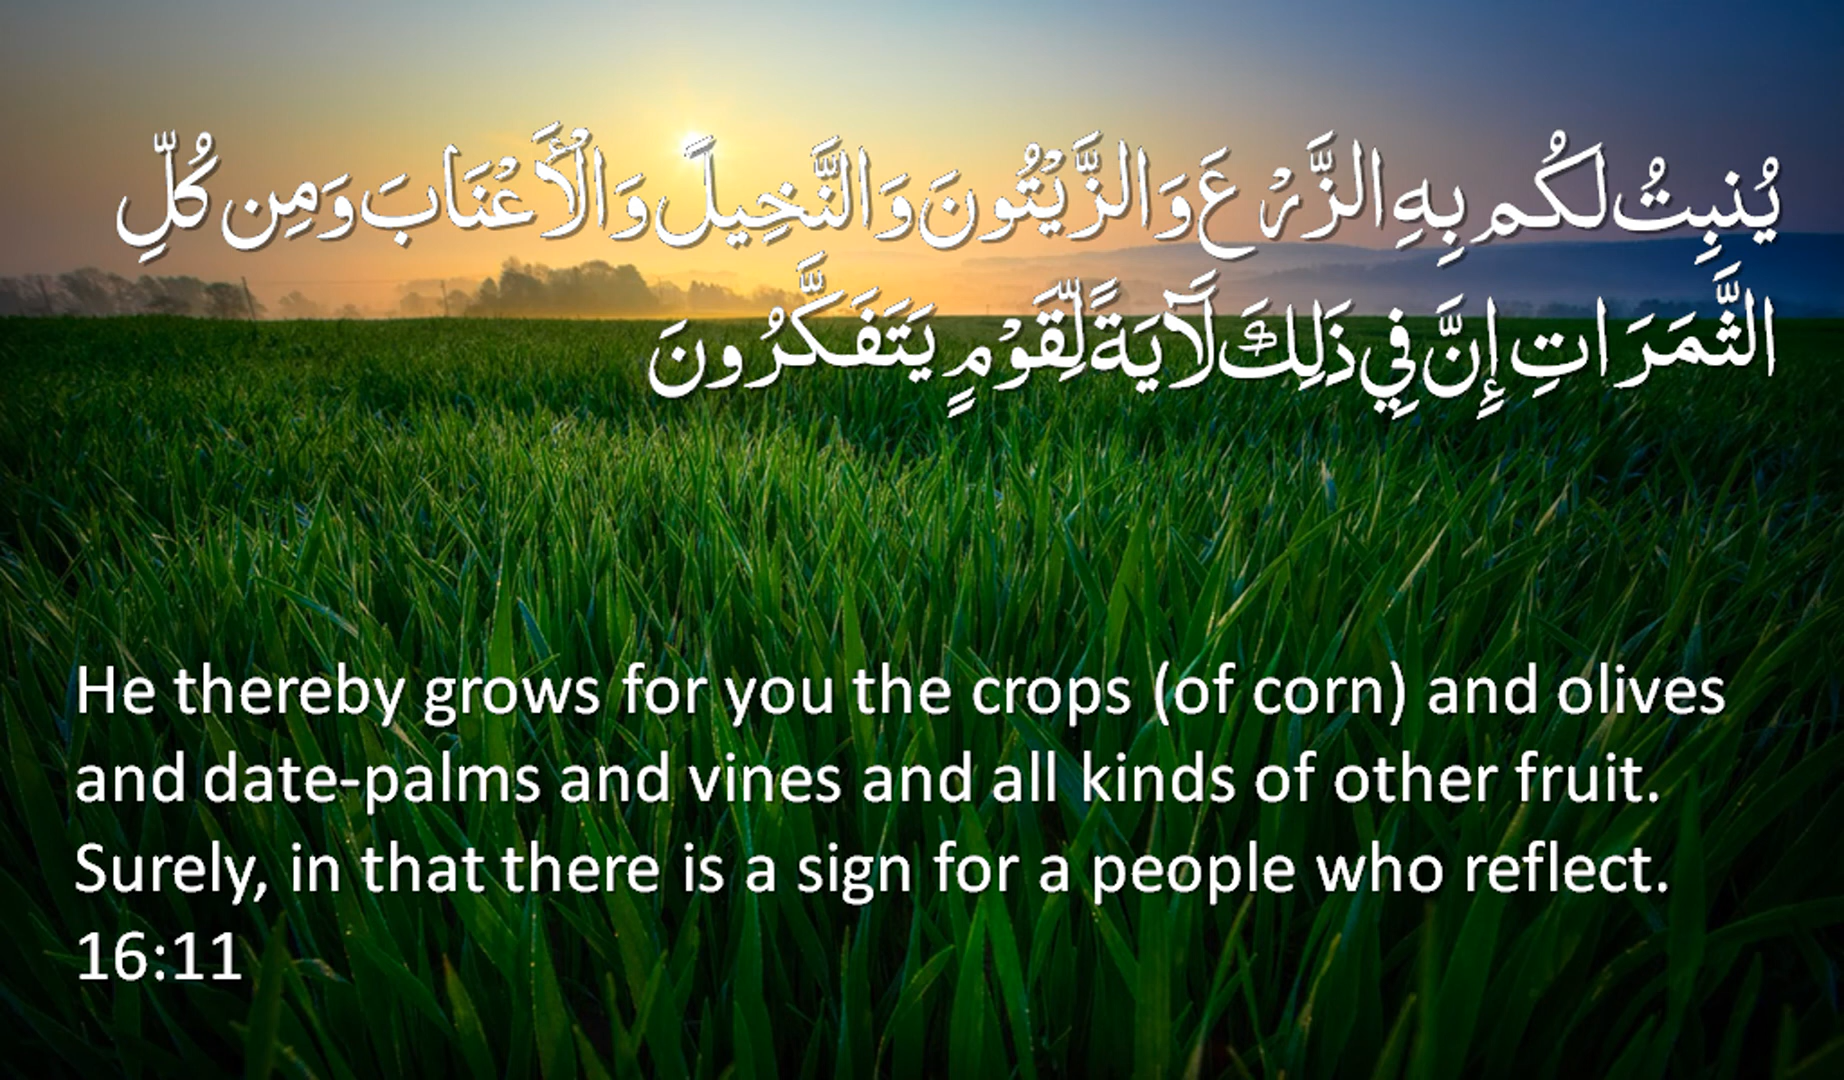 يُنبِتُ لَكُم بِهِ الزَّرْعَ وَالزَّيْتُونَ وَالنَّخِيلً وَالْأَعْنَابَ وَمِن كُلِّ
الثَّمَرَاتِ إِنَّ فِي ذَلِكَ لَآيَةً لِّقَوْمٍ يَتَفَكَّرُونَ
He thereby grows for you the crops (of corn) and olives
and date-palms and vines and all kinds of other fruit.
Surely, in that there is a sign for a people who reflect.
16:11